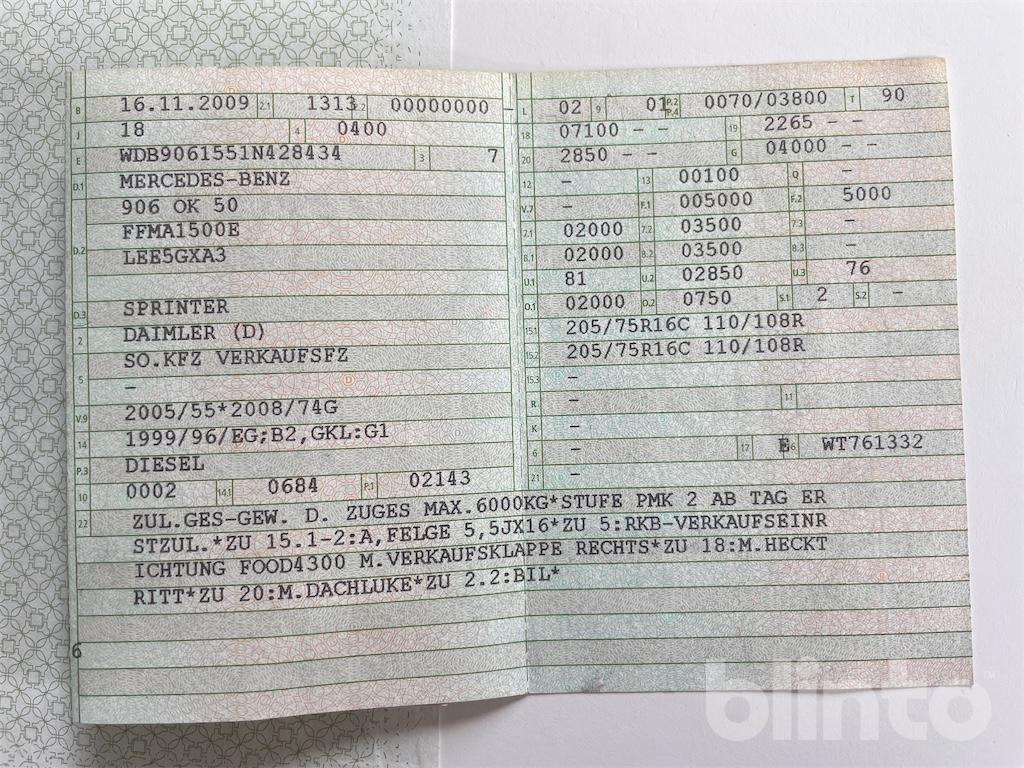 B 16.11.2009 2.1 1313 2.2 00000000 -
J 18 4 0400
E WDB9061551N428434 3 7
D.1 MERCEDES-BENZ
906 OK 50
D.2 FFMA1500E
LEE5GXA3
D.3 SPRINTER
2 DAIMLER (D)
SO.KFZ VERKAUFSFZ
5 -
V.9 2005/55*2008/74G
14 1999/96/EG;B2,GKL:G1
P.3 DIESEL
10 0002 14.1 0684 P.1 02143
L 02 9 01 P.2 P.4 0070/03800 T 90
18 07100 - - 19 2265 - -
20 2850 - - G 04000 - -
12 - 13 00100 Q -
V.7 - F.1 005000 F.2 5000
7.1 02000 7.2 03500 7.3 -
8.1 02000 8.2 03500 8.3 -
U.1 81 U.2 02850 U.3 76
O.1 02000 O.2 0750 S.1 2 S.2 -
15.1 205/75R16C 110/108R
15.2 205/75R16C 110/108R
15.3 -
R - 11
K -
6 - 17 E 16 WT761332
21 -
22 ZUL.GES-GEW. D. ZUGES MAX.6000KG*STUFE PMK 2 AB TAG ER
STZUL.*ZU 15.1-2:A,FELGE 5,5JX16*ZU 5:RKB-VERKAUFSEINR
ICHTUNG FOOD4300 M.VERKAUFSKLAPPE RECHTS*ZU 18:M.HECKT
RITT*ZU 20:M.DACHLUKE*ZU 2.2:BIL*
6
blinto